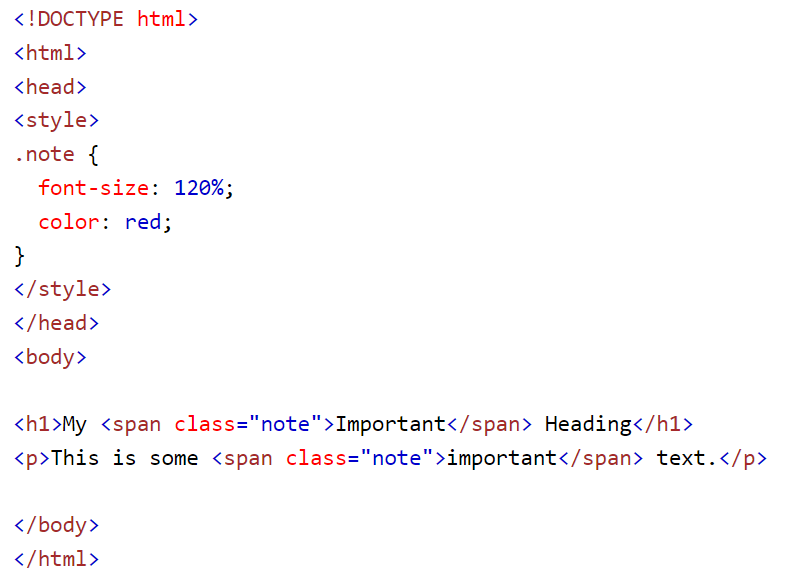 <!DOCTYPE html>
<html>
<head>
<style>
.note {
  font-size: 120%;
  color: red;
}
</style>
</head>
<body>

<h1>My <span class="note">Important</span> Heading</h1>
<p>This is some <span class="note">important</span> text.</p>

</body>
</html>